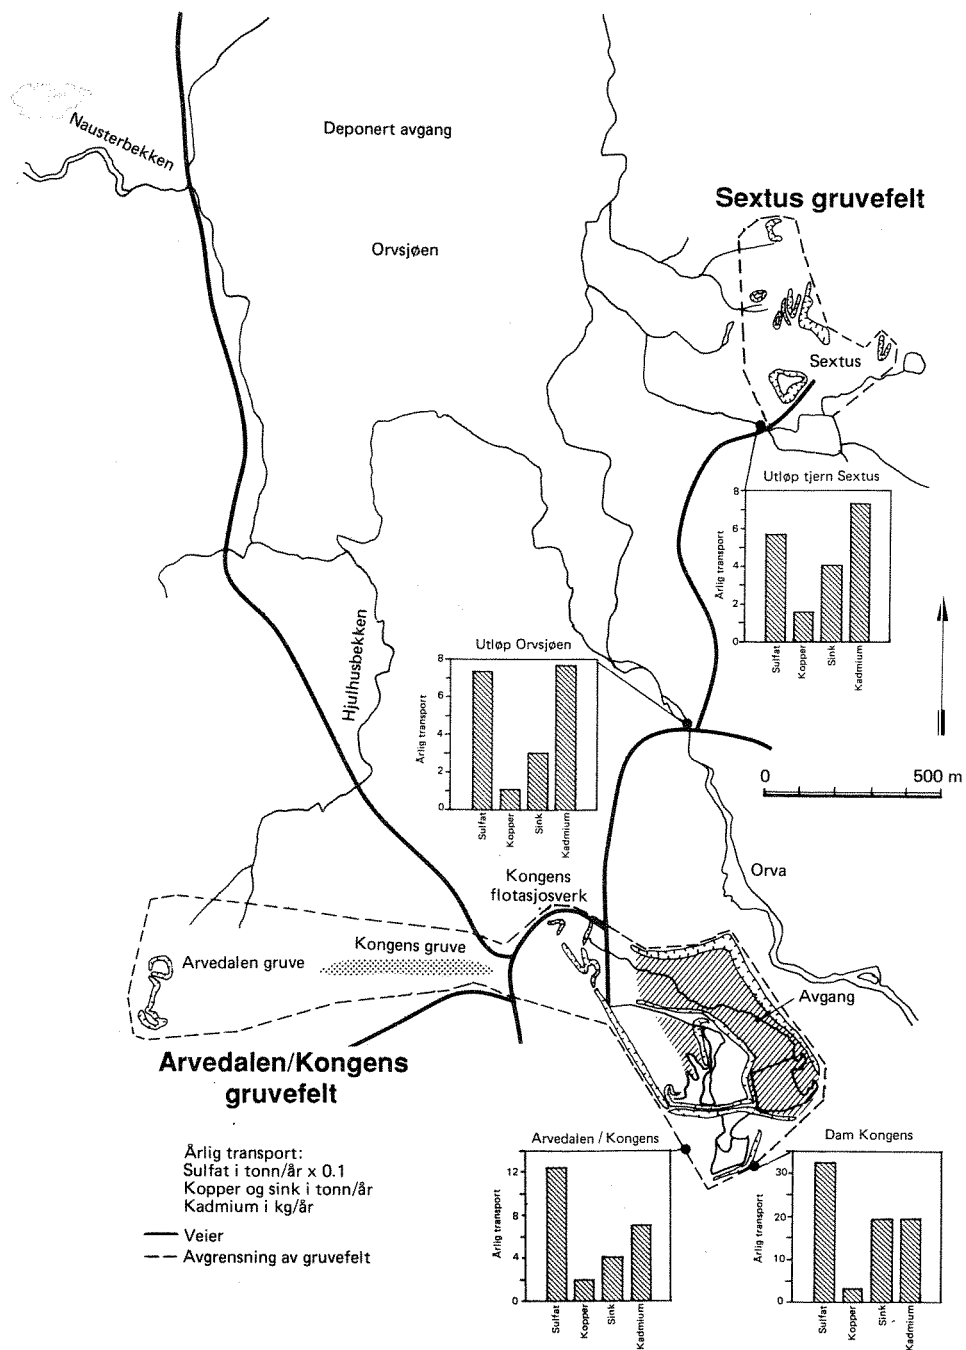 Nausterbekken
Deponert avgang
Orvsjøen
Sextus gruvefelt
Sextus
Utløp tjern Sextus
Årlig transport
8
6
4
2
0
Sulfat
Kopper
Sink
Kadmium
Hjulhusbekken
Utløp Orvsjøen
Årlig transport
8
6
4
2
0
Sulfat
Kopper
Sink
Kadmium
0 500 m
Orva
Kongens
flotasjosverk
Kongens gruve
Arvedalen gruve
Avgang
Arvedalen/Kongens
gruvefelt
Årlig transport:
Sulfat i tonn/år x 0.1
Kopper og sink i tonn/år
Kadmium i kg/år
Veier
Avgrensning av gruvefelt
Arvedalen / Kongens
Årlig transport
12
8
4
0
Sulfat
Kopper
Sink
Kadmium
Dam Kongens
Årlig transport
30
20
10
0
Sulfat
Kopper
Sink
Kadmium